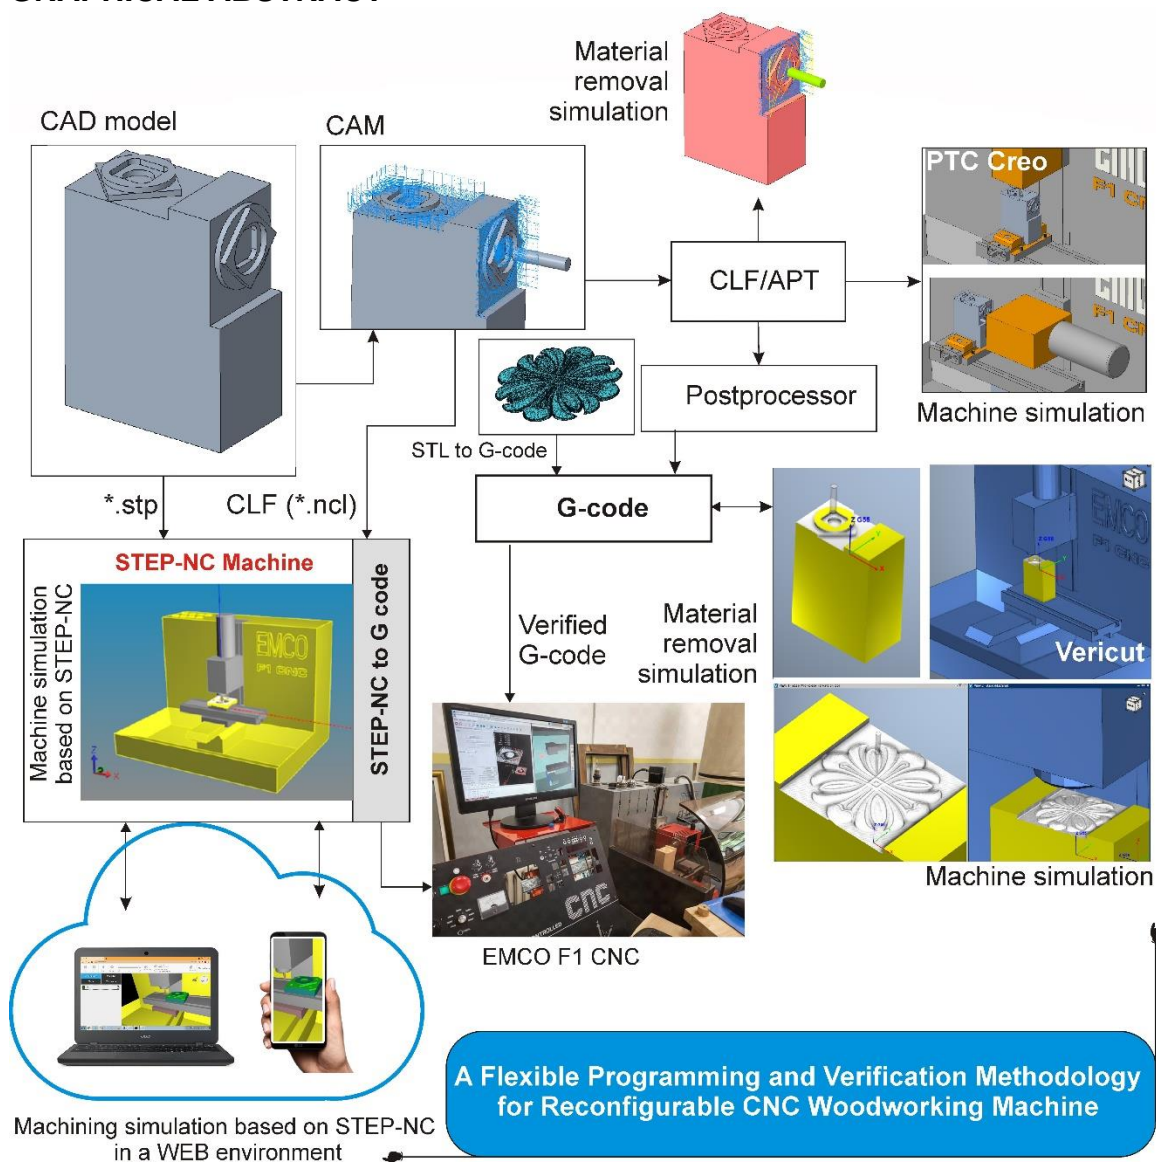 GRAPHICAL ABSTRACT
Material
removal
simulation
CAD model
CAM
PTC Creo
CLF/APT
Postprocessor
Machine simulation
STL to G-code
G-code
*.stp
CLF (*.ncl)
STEP-NC Machine
Machine simulation
based on STEP-NC
EMCO
F1 CNC
STEP-NC to G code
Verified
G-code
Material
removal
simulation
Vericut
Machine simulation
EMCO F1 CNC
Machining simulation based on STEP-NC
in a WEB environment
A Flexible Programming and Verification Methodology
for Reconfigurable CNC Woodworking Machine